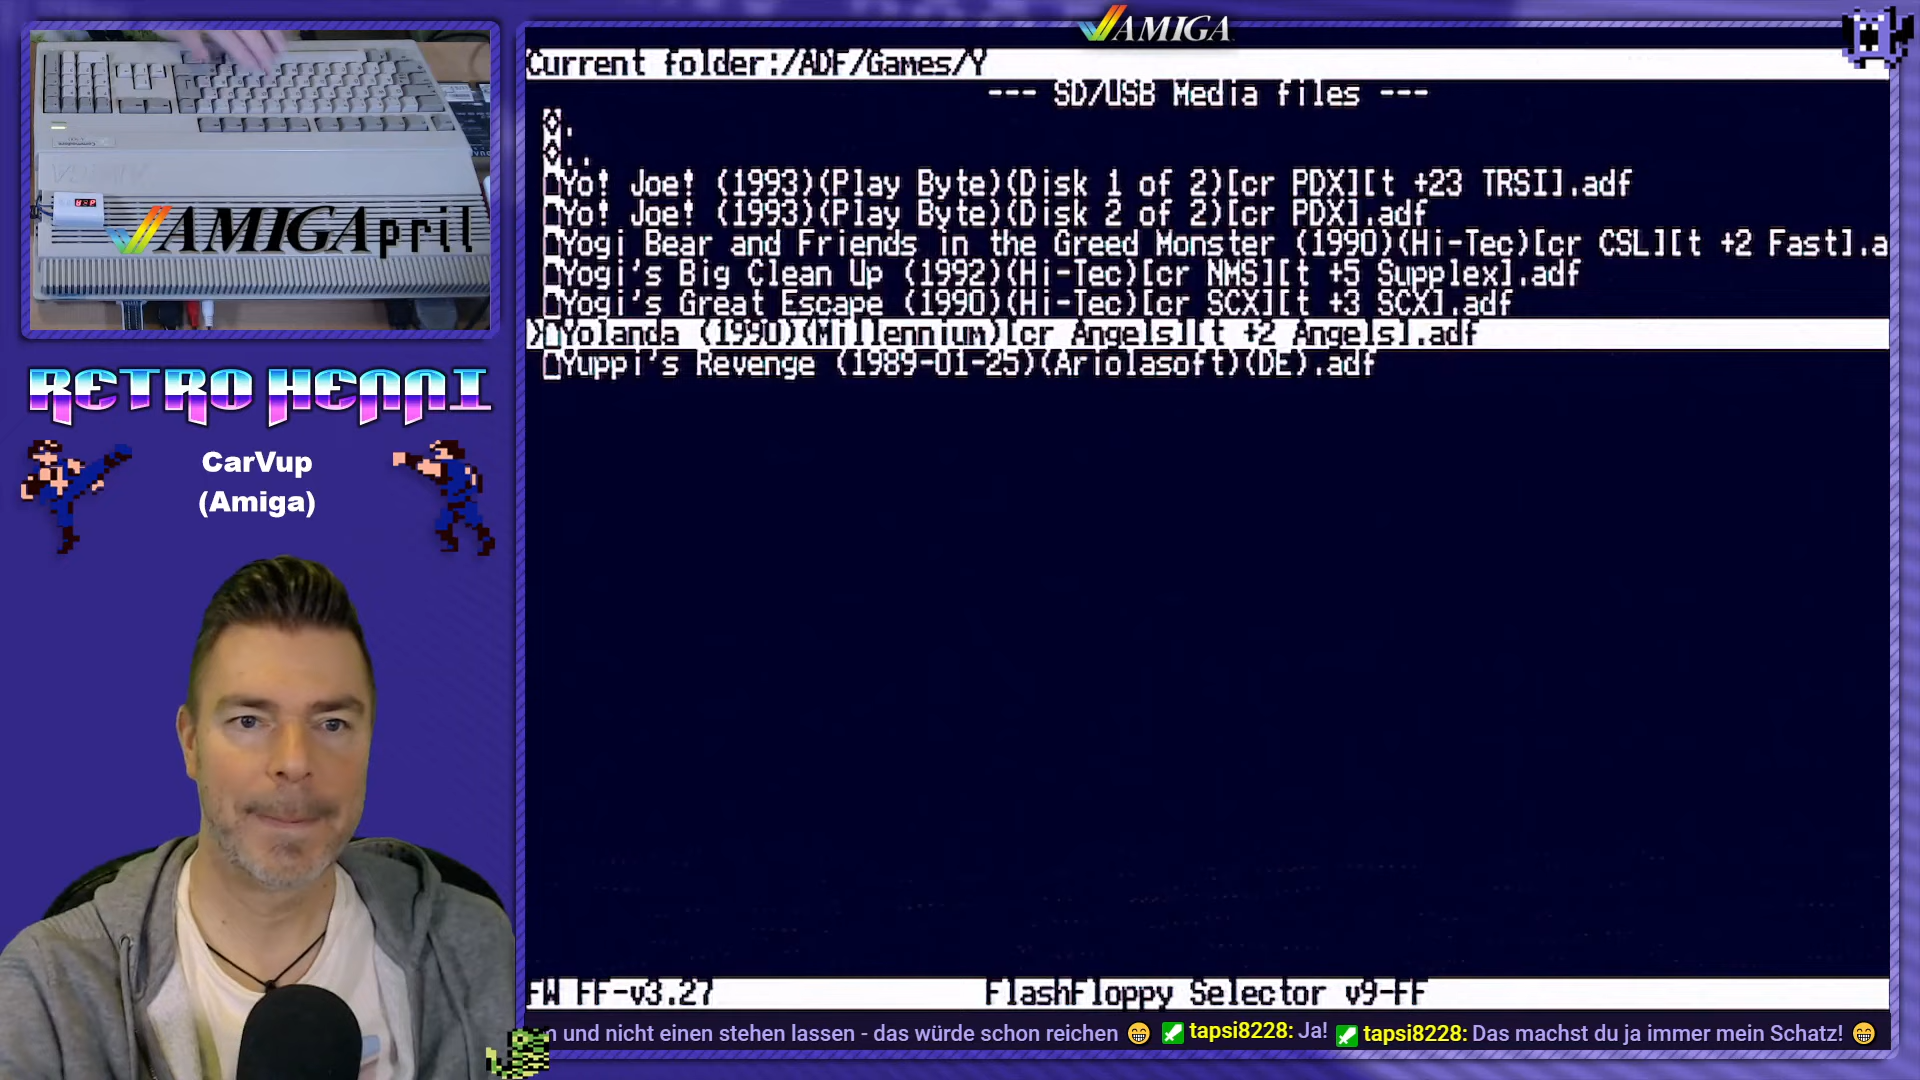 AMIGA
Current folder:/ADF/Games/Y
--- SD/USB Media files ---
.
..
Yo! Joe! (1993)(Play Byte)(Disk 1 of 2)[cr PDX][t +23 TRSI].adf
Yo! Joe! (1993)(Play Byte)(Disk 2 of 2)[cr PDX].adf
Yogi Bear and Friends in the Greed Monster (1990)(Hi-Tec)[cr CSL][t +2 Fast].a
Yogi's Big Clean Up (1992)(Hi-Tec)[cr NMS][t +5 Supplex].adf
Yogi's Great Escape (1990)(Hi-Tec)[cr SCX][t +3 SCX].adf
Yolanda (1990)(Millennium)[cr Angels][t +2 Angels].adf
Yuppi's Revenge (1989-01-25)(Ariolasoft)(DE).adf
FW FF-v3.27 FlashFloppy Selector v9-FF
AMIGApril
RETRO HENNI
CarVup
(Amiga)
und nicht einen stehen lassen - das würde schon reichen 😁 tapsi8228: Ja! tapsi8228: Das machst du ja immer mein Schatz! 😁